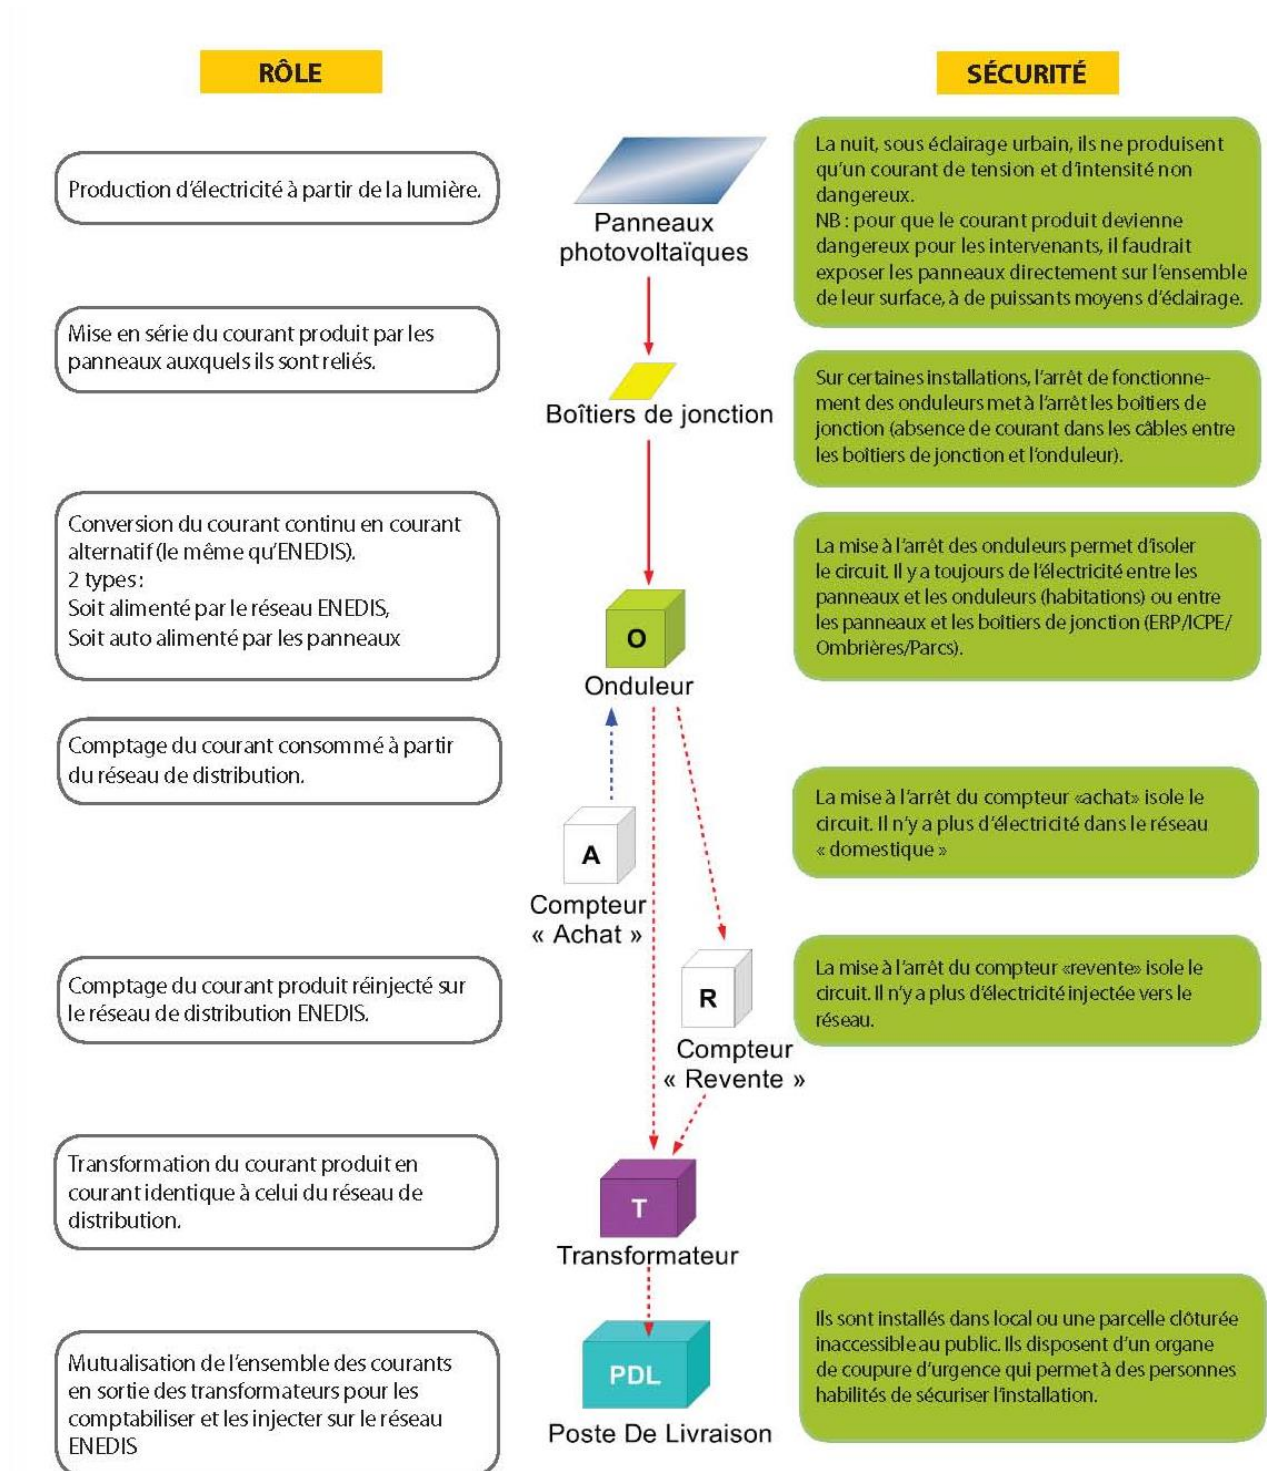 RÔLE
SÉCURITÉ
Production d'électricité à partir de la lumière.
Panneaux
photovoltaïques
La nuit, sous éclairage urbain, ils ne produisent
qu'un courant de tension et d'intensité non
dangereux.
NB : pour que le courant produit devienne
dangereux pour les intervenants, il faudrait
exposer les panneaux directement sur l'ensemble
de leur surface, à de puissants moyens d'éclairage.
Mise en série du courant produit par les
panneaux auxquels ils sont reliés.
Boîtiers de jonction
Sur certaines installations, l'arrêt de fonctionne-
ment des onduleurs met à l'arrêt les boîtiers de
jonction (absence de courant dans les câbles entre
les boîtiers de jonction et l'onduleur).
Conversion du courant continu en courant
alternatif (le même qu'ENEDIS).
2 types :
Soit alimenté par le réseau ENEDIS,
Soit auto alimenté par les panneaux
O
Onduleur
La mise à l'arrêt des onduleurs permet d'isoler
le circuit. Il y a toujours de l'électricité entre les
panneaux et les onduleurs (habitations) ou entre
les panneaux et les boîtiers de jonction (ERP/ICPE/
Ombrières/Parcs).
Comptage du courant consommé à partir
du réseau de distribution.
A
Compteur
« Achat »
La mise à l'arrêt du compteur «achat» isole le
circuit. Il n'y a plus d'électricité dans le réseau
« domestique »
Comptage du courant produit réinjecté sur
le réseau de distribution ENEDIS.
R
Compteur
« Revente »
La mise à l'arrêt du compteur «revente» isole le
circuit. Il n'y a plus d'électricité injectée vers le
réseau.
Transformation du courant produit en
courant identique à celui du réseau de
distribution.
T
Transformateur
Mutualisation de l'ensemble des courants
en sortie des transformateurs pour les
comptabiliser et les injecter sur le réseau
ENEDIS
PDL
Poste De Livraison
Ils sont installés dans local ou une parcelle clôturée
inaccessible au public. Ils disposent d'un organe
de coupure d'urgence qui permet à des personnes
habilités de sécuriser l'installation.